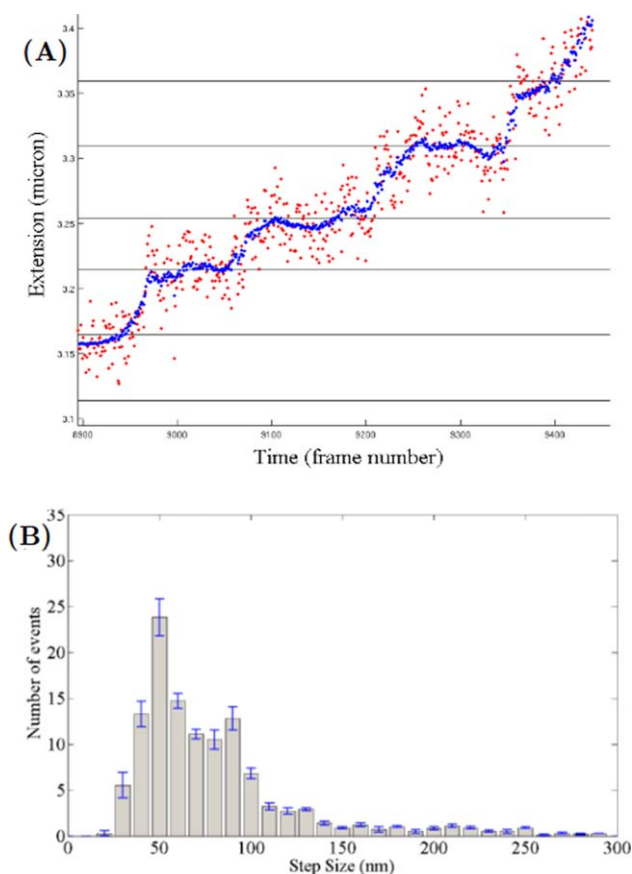 (A)
3.4
3.35
3.3
3.25
3.2
3.15
3.1
Extension (micron)
8900 9000 9100 9200 9300 9400
Time (frame number)
(B)
35
30
25
20
15
10
5
0
Number of events
0 50 100 150 200 250 300
Step Size (nm)